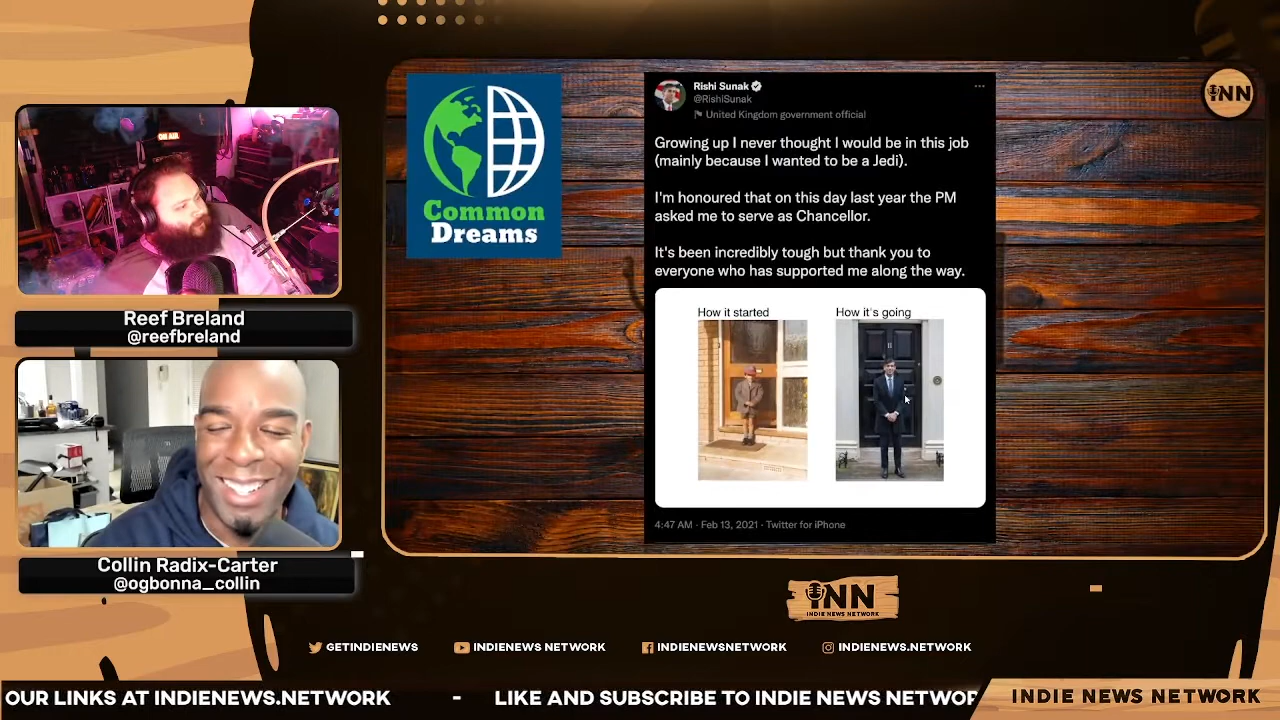 ON AIR
Reef Breland
@reefbreland
Collin Radix-Carter
@ogbonna_collin
Common
Dreams
Rishi Sunak
@RishiSunak
United Kingdom government official
Growing up I never thought I would be in this job
(mainly because I wanted to be a Jedi).
I'm honoured that on this day last year the PM
asked me to serve as Chancellor.
It's been incredibly tough but thank you to
everyone who has supported me along the way.
How it started
How it's going
4:47 AM · Feb 13, 2021 · Twitter for iPhone
INN
INN
INDIE NEWS NETWORK
GETINDIENEWS
INDIENEWS NETWORK
INDIENEWSNETWORK
INDIENEWS.NETWORK
OUR LINKS AT INDIENEWS.NETWORK - LIKE AND SUBSCRIBE TO INDIE NEWS NETWOR
INDIE NEWS NETWORK